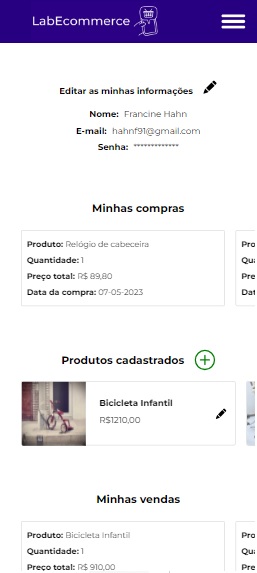 LabEcommerce
Editar as minhas informações
Nome: Francine Hahn
E-mail: hahnf91@gmail.com
Senha: *************
Minhas compras
Produto: Relógio de cabeceira
Quantidade: 1
Preço total: R$ 89,80
Data da compra: 07-05-2023
Pro
Qua
Pre
Dat
Produtos cadastrados
Bicicleta Infantil
R$1210,00
Minhas vendas
Produto: Bicicleta Infantil
Quantidade: 1
Preço total: R$ 910,00
Pro
Qua
Pre